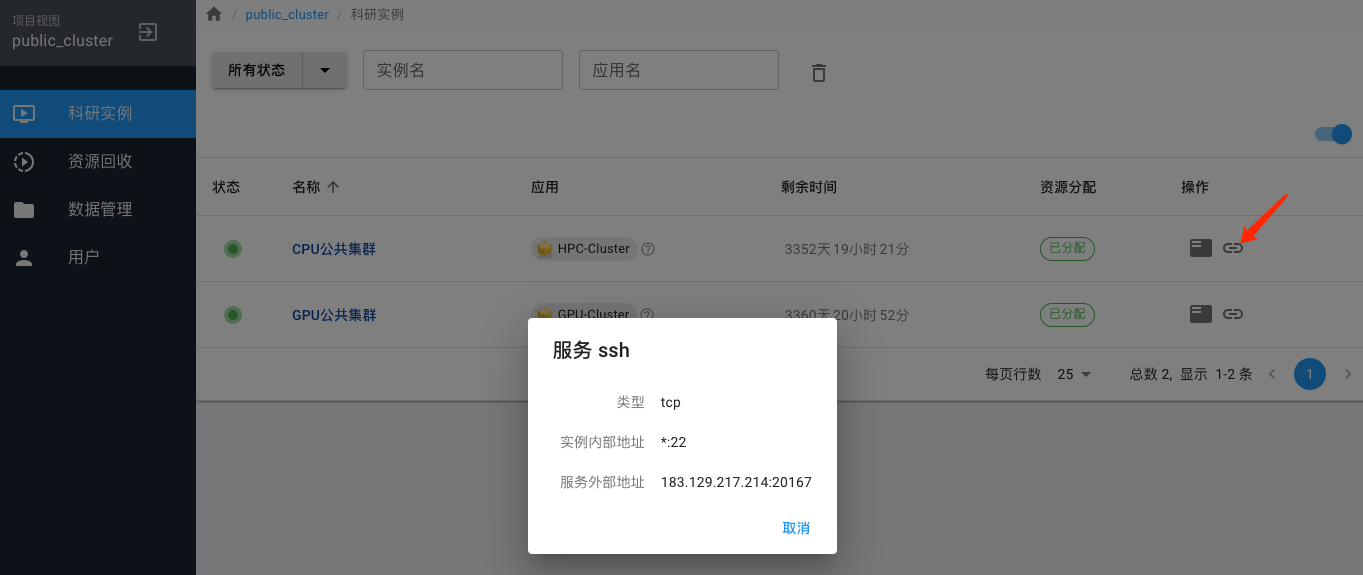 项目视图
public_cluster
/ public_cluster / 科研实例
所有状态 实例名 应用名
科研实例
资源回收
数据管理
用户
状态 名称 应用 剩余时间 资源分配 操作
CPU公共集群 HPC-Cluster 3352天 19小时 21分 已分配
GPU公共集群 GPU-Cluster 3360天 20小时 52分 已分配
每页行数 25 总数 2, 显示 1-2 条 1
服务 ssh
类型 tcp
实例内部地址 *:22
服务外部地址 183.129.217.214:20167
取消